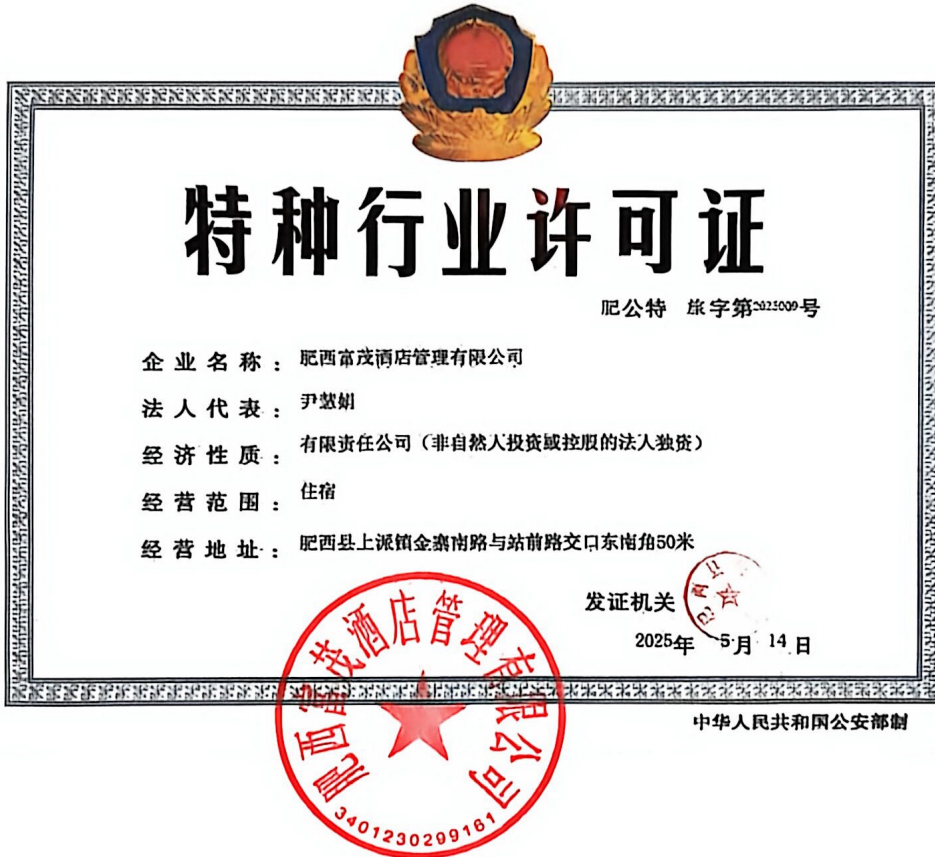 特种行业许可证
肥公特 旅字第2025009号
企业名称：肥西富茂酒店管理有限公司
法人代表：尹慧娟
经济性质：有限责任公司（非自然人投资或控股的法人独资）
经营范围：住宿
经营地址：肥西县上派镇金寨南路与站前路交口东南角50米
发证机关
2025年 5月 14日
中华人民共和国公安部制
肥西富茂酒店管理有限公司
3401230299161